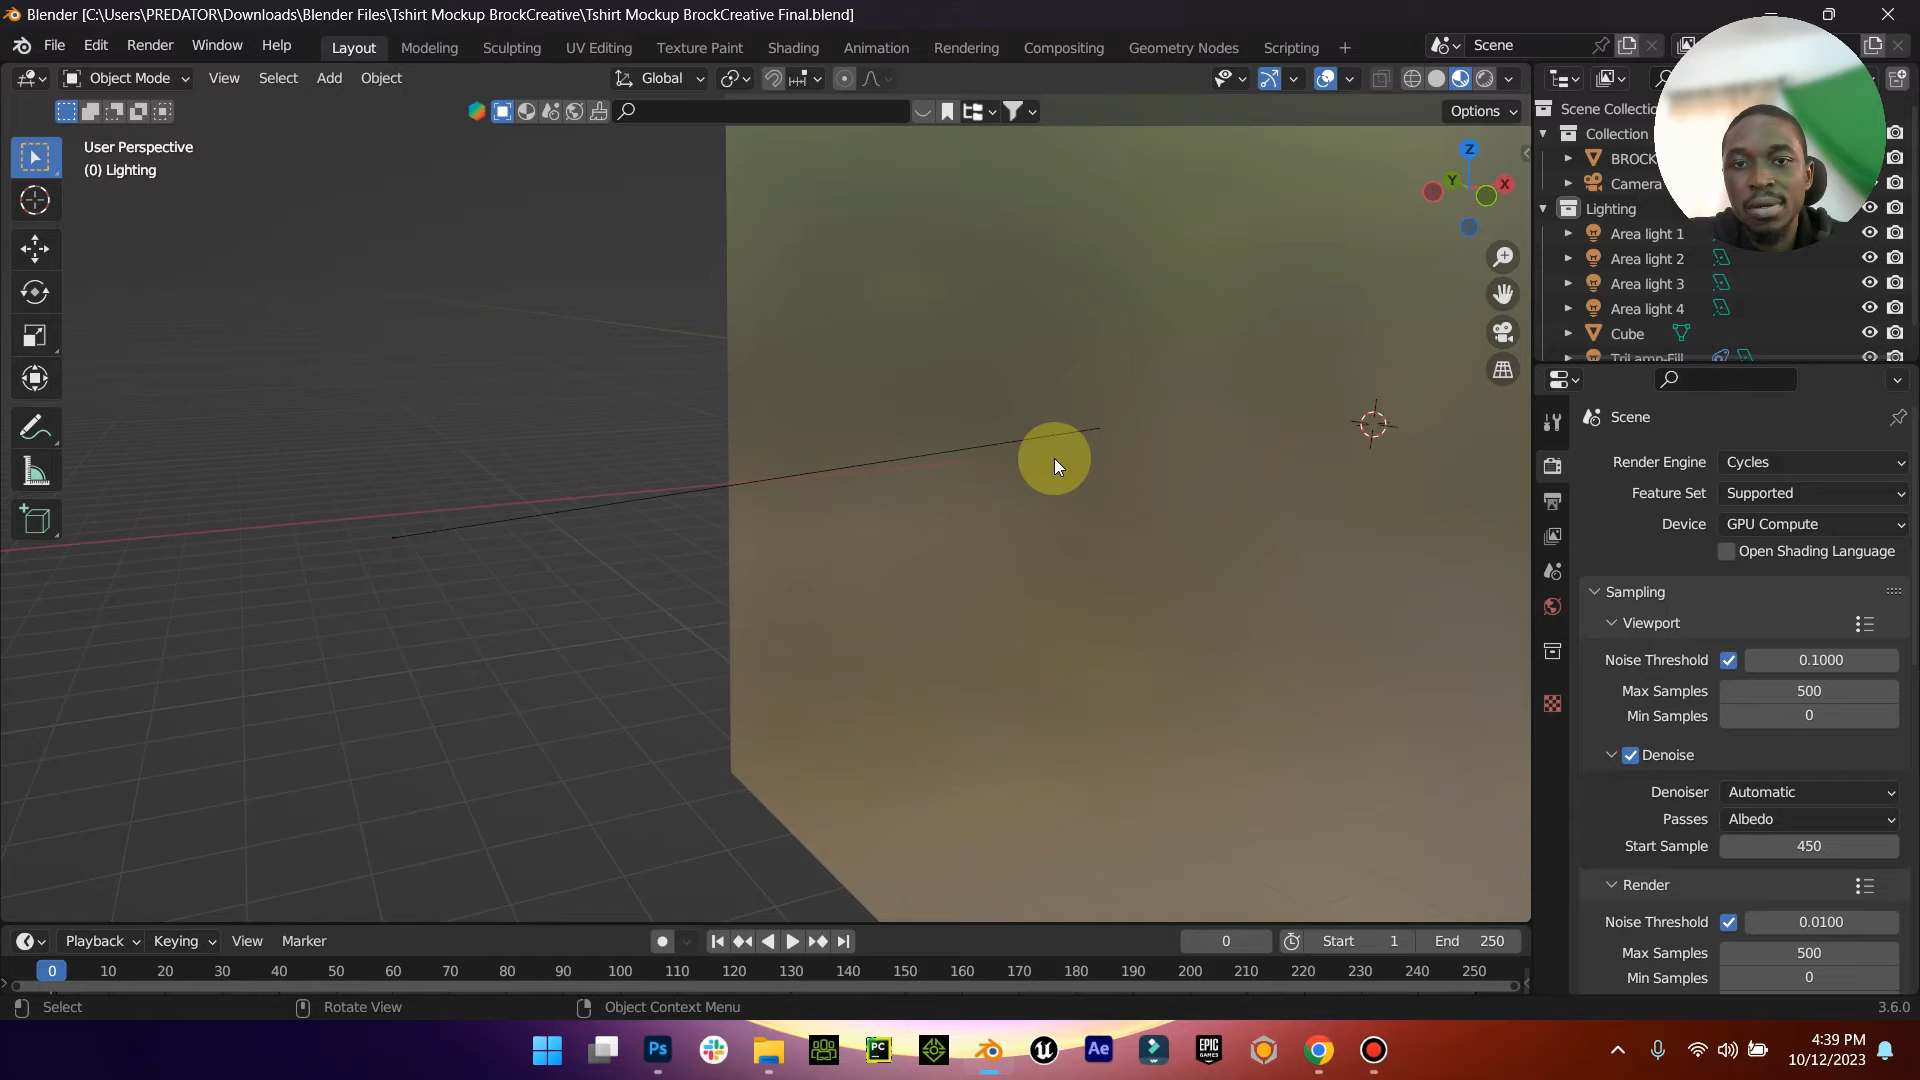 Blender [C:\Users\PREDATOR\Downloads\Blender Files\Tshirt Mockup BrockCreative\Tshirt Mockup BrockCreative Final.blend]
File Edit Render Window Help Layout Modeling Sculpting UV Editing Texture Paint Shading Animation Rendering Compositing Geometry Nodes Scripting + Scene
Object Mode View Select Add Object Global
Options
User Perspective
(0) Lighting
Z
Y
X
Scene Collectio
Collection
BROCK
Camera
Lighting
Area light 1
Area light 2
Area light 3
Area light 4
Cube
TriLamp-Fill
Scene
Render Engine Cycles
Feature Set Supported
Device GPU Compute
Open Shading Language
Sampling
Viewport
Noise Threshold 0.1000
Max Samples 500
Min Samples 0
Denoise
Denoiser Automatic
Passes Albedo
Start Sample 450
Render
Noise Threshold 0.0100
Max Samples 500
Min Samples 0
Playback Keying View Marker 0 Start 1 End 250
0 10 20 30 40 50 60 70 80 90 100 110 120 130 140 150 160 170 180 190 200 210 220 230 240 250
Select Rotate View Object Context Menu 3.6.0
Ps PC Ae EPIC GAMES
4:39 PM
10/12/2023